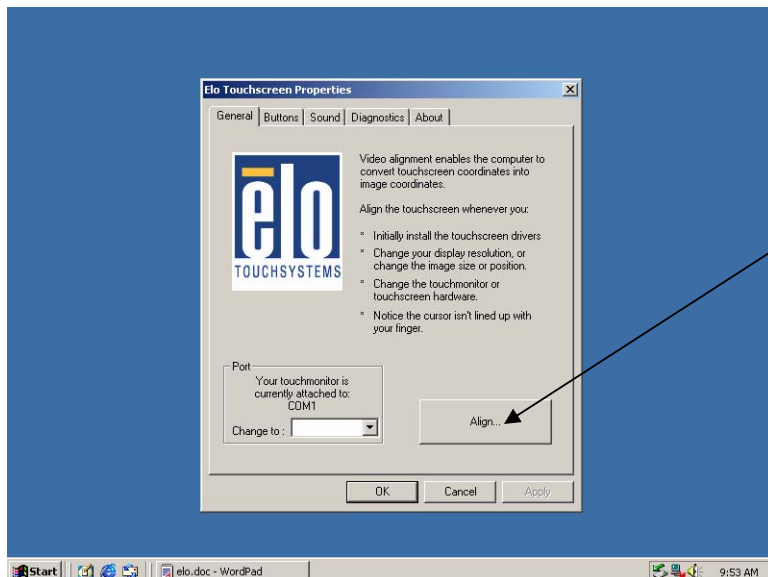 Elo Touchscreen Properties
General
Buttons
Sound
Diagnostics
About
elo
TOUCHSYSTEMS
Video alignment enables the computer to
convert touchscreen coordinates into
image coordinates.
Align the touchscreen whenever you:
* Initially install the touchscreen drivers
* Change your display resolution, or
change the image size or position.
* Change the touchmonitor or
touchscreen hardware.
* Notice the cursor isn't lined up with
your finger.
Port
Your touchmonitor is
currently attached to:
COM1
Change to :
Align...
OK
Cancel
Apply
Start
elo.doc - WordPad
9:53 AM